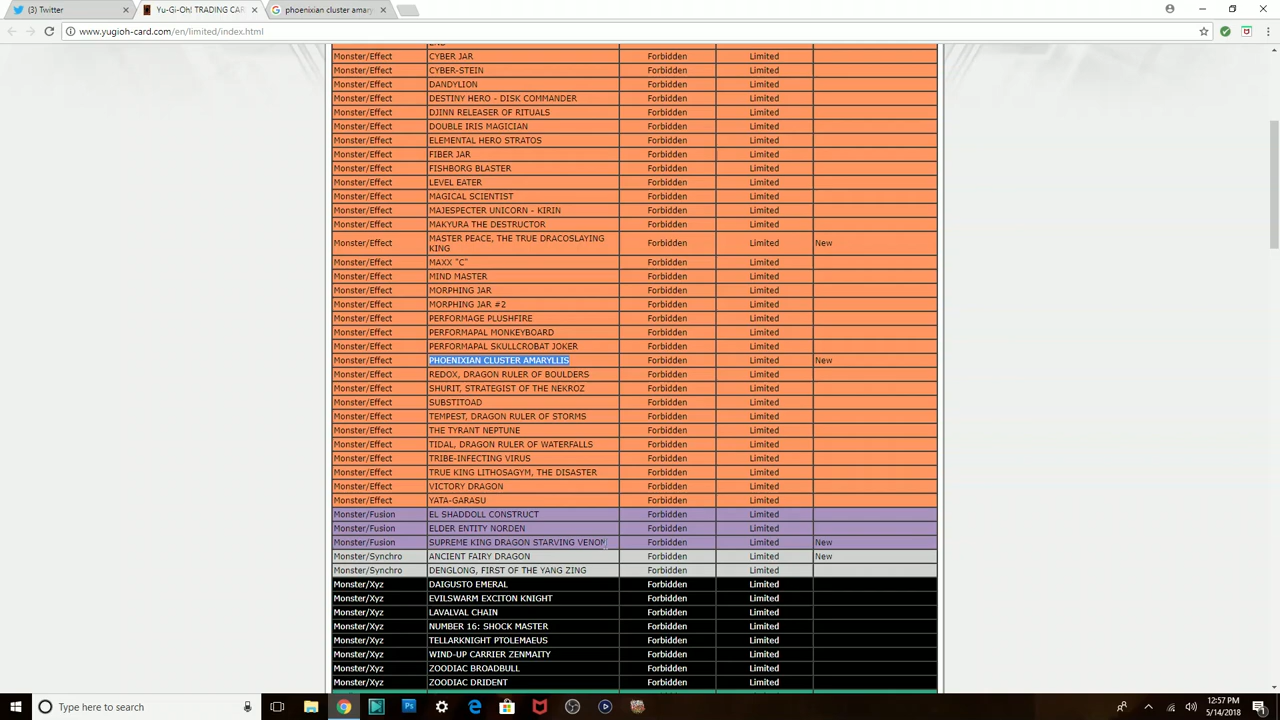 (3) Twitter
Yu-Gi-Oh! TRADING CAR
phoenixian cluster amary
www.yugioh-card.com/en/limited/index.html
Monster/Effect CYBER JAR Forbidden Limited
Monster/Effect CYBER-STEIN Forbidden Limited
Monster/Effect DANDYLION Forbidden Limited
Monster/Effect DESTINY HERO - DISK COMMANDER Forbidden Limited
Monster/Effect DJINN RELEASER OF RITUALS Forbidden Limited
Monster/Effect DOUBLE IRIS MAGICIAN Forbidden Limited
Monster/Effect ELEMENTAL HERO STRATOS Forbidden Limited
Monster/Effect FIBER JAR Forbidden Limited
Monster/Effect FISHBORG BLASTER Forbidden Limited
Monster/Effect LEVEL EATER Forbidden Limited
Monster/Effect MAGICAL SCIENTIST Forbidden Limited
Monster/Effect MAJESPECTER UNICORN - KIRIN Forbidden Limited
Monster/Effect MAKYURA THE DESTRUCTOR Forbidden Limited
Monster/Effect MASTER PEACE, THE TRUE DRACOSLAYING KING Forbidden Limited New
Monster/Effect MAXX "C" Forbidden Limited
Monster/Effect MIND MASTER Forbidden Limited
Monster/Effect MORPHING JAR Forbidden Limited
Monster/Effect MORPHING JAR #2 Forbidden Limited
Monster/Effect PERFORMAGE PLUSHFIRE Forbidden Limited
Monster/Effect PERFORMAPAL MONKEYBOARD Forbidden Limited
Monster/Effect PERFORMAPAL SKULLCROBAT JOKER Forbidden Limited
Monster/Effect PHOENIXIAN CLUSTER AMARYLLIS Forbidden Limited New
Monster/Effect REDOX, DRAGON RULER OF BOULDERS Forbidden Limited
Monster/Effect SHURIT, STRATEGIST OF THE NEKROZ Forbidden Limited
Monster/Effect SUBSTITOAD Forbidden Limited
Monster/Effect TEMPEST, DRAGON RULER OF STORMS Forbidden Limited
Monster/Effect THE TYRANT NEPTUNE Forbidden Limited
Monster/Effect TIDAL, DRAGON RULER OF WATERFALLS Forbidden Limited
Monster/Effect TRIBE-INFECTING VIRUS Forbidden Limited
Monster/Effect TRUE KING LITHOSAGYM, THE DISASTER Forbidden Limited
Monster/Effect VICTORY DRAGON Forbidden Limited
Monster/Effect YATA-GARASU Forbidden Limited
Monster/Fusion EL SHADDOLL CONSTRUCT Forbidden Limited
Monster/Fusion ELDER ENTITY NORDEN Forbidden Limited
Monster/Fusion SUPREME KING DRAGON STARVING VENOM Forbidden Limited New
Monster/Synchro ANCIENT FAIRY DRAGON Forbidden Limited New
Monster/Synchro DENGLONG, FIRST OF THE YANG ZING Forbidden Limited
Monster/Xyz DAIGUSTO EMERAL Forbidden Limited
Monster/Xyz EVILSWARM EXCITON KNIGHT Forbidden Limited
Monster/Xyz LAVALVAL CHAIN Forbidden Limited
Monster/Xyz NUMBER 16: SHOCK MASTER Forbidden Limited
Monster/Xyz TELLARKNIGHT PTOLEMAEUS Forbidden Limited
Monster/Xyz WIND-UP CARRIER ZENMAITY Forbidden Limited
Monster/Xyz ZOODIAC BROADBULL Forbidden Limited
Monster/Xyz ZOODIAC DRIDENT Forbidden Limited
Type here to search
12:57 PM
5/14/2018